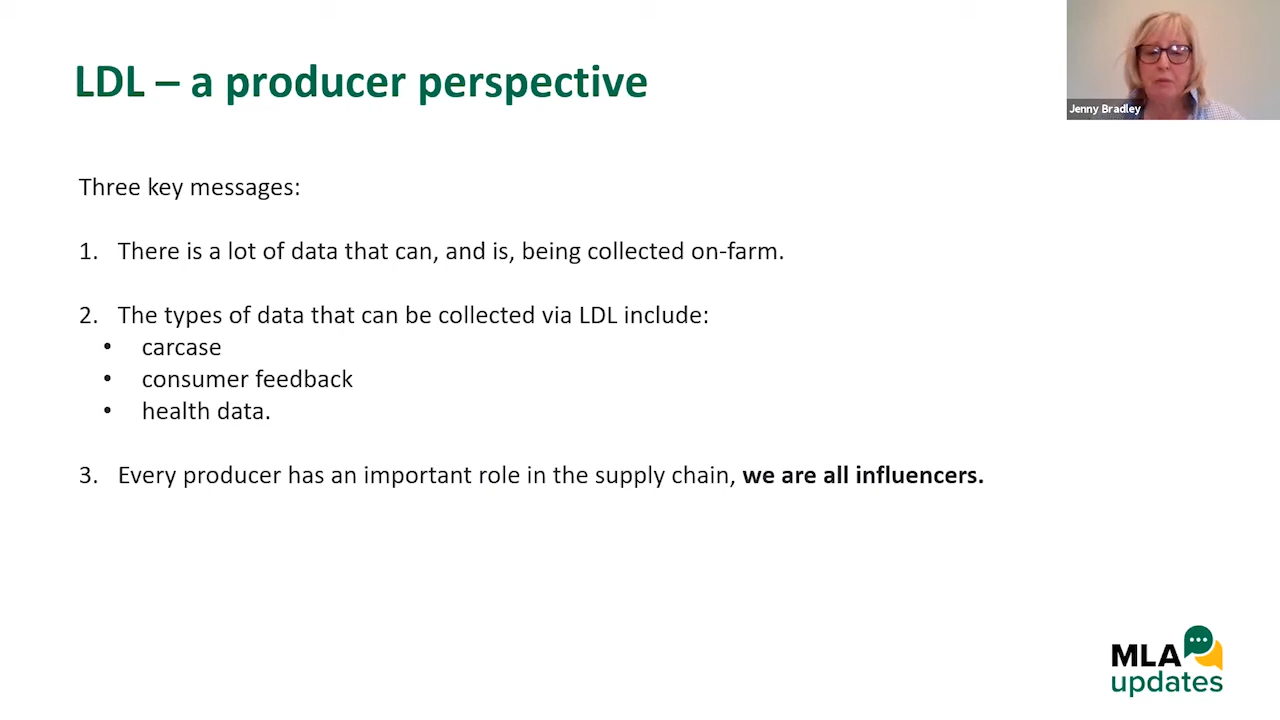 LDL – a producer perspective
Jenny Bradley
Three key messages:
1. There is a lot of data that can, and is, being collected on-farm.
2. The types of data that can be collected via LDL include:
• carcase
• consumer feedback
• health data.
3. Every producer has an important role in the supply chain, we are all influencers.
MLA
updates